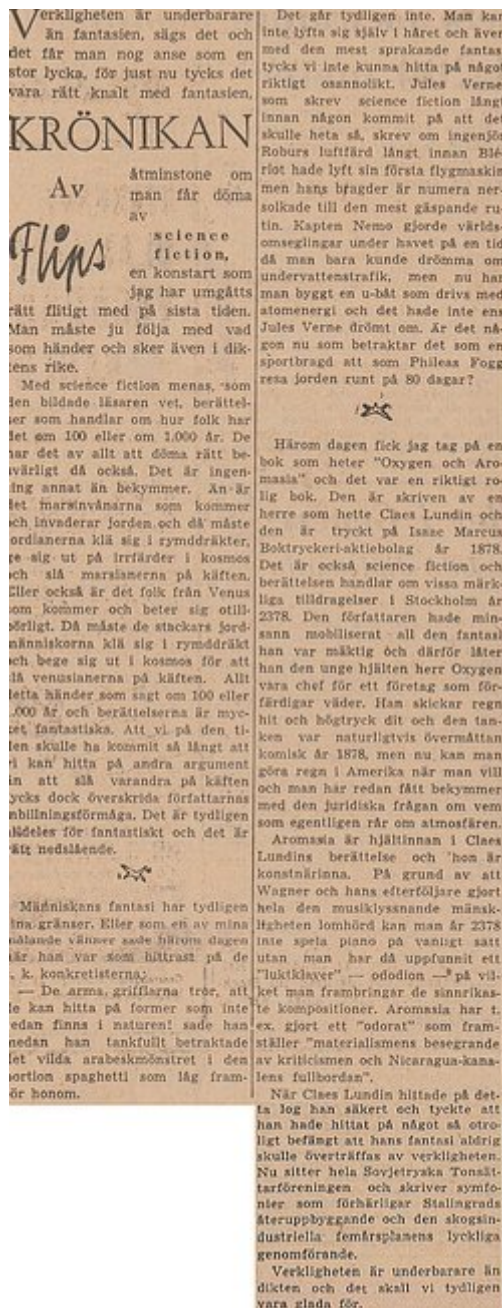 Verkligheten är underbarare
än fantasien, sägs det och
det får man nog anse som en
stor lycka, för just nu tycks det
vara rätt knalt med fantasien,
KRÖNIKAN
Av
Flips
åtminstone om
man får döma
av
science
fiction,
en konstart som
jag har umgåtts
rätt flitigt med på sista tiden.
Man måste ju följa med vad
som händer och sker även i dik-
tens rike.
Med science fiction menas, som
den bildade läsaren vet, berättel-
ser som handlar om hur folk har
det om 100 eller om 1.000 år. De
har det av allt att döma rätt be-
svärligt då också. Det är ingen-
ting annat än bekymmer. Än är
det marsinvånarna som kommer
och invaderar jorden och då måste
jordianerna klä sig i rymddräkter,
ge sig ut på irrfärder i kosmos
och slå marsianerna på käften.
Eller också är det folk från Venus
som kommer och beter sig otill-
börligt. Då måste de stackars jord-
människorna klä sig i rymddräkt
och bege sig ut i kosmos för att
slå venusianerna på käften. Allt
detta händer som sagt om 100 eller
1.000 år och berättelserna är myc-
ket fantastiska. Att vi på den ti-
den skulle ha kommit så långt att
vi kan hitta på andra argument
än att slå varandra på käften
tycks dock överskrida författarnas
inbillningsförmåga. Det är tydligen
alldeles för fantastiskt och det är
rätt nedslående.
Människans fantasi har tydligen
sina gränser. Eller som en av mina
målande vänner sade härom dagen
när han var som bittrast på de
s. k. konkretisterna:
— De arma grifflarna tror, att
de kan hitta på former som inte
redan finns i naturen! sade han
medan han tankfullt betraktade
det vilda arabeskmönstret i den
portion spaghetti som låg fram-
för honom.
Det går tydligen inte. Man kan
inte lyfta sig själv i håret och även
med den mest sprakande fantasi
tycks vi inte kunna hitta på något
riktigt osannolikt. Jules Verne
som skrev science fiction långt
innan någon kommit på att det
skulle heta så, skrev om ingenjör
Roburs luftfärd långt innan Blé-
riot hade lyft sin första flygmaskin
men hans bragder är numera ner-
solkade till den mest gäspande ru-
tin. Kapten Nemo gjorde världs-
omseglingar under havet på en tid
då man bara kunde drömma om
undervattenstrafik, men nu har
man byggt en u-båt som drivs med
atomenergi och det hade inte ens
Jules Verne drömt om. Är det nå-
gon nu som betraktar det som en
sportbragd att som Phileas Fogg
resa jorden runt på 80 dagar?
Härom dagen fick jag tag på en
bok som heter "Oxygen och Aro-
masia" och det var en riktigt ro-
lig bok. Den är skriven av en
herre som hette Claes Lundin och
den är tryckt på Isaac Marcus
Boktryckeri-aktiebolag år 1878.
Det är också science fiction och
berättelsen handlar om vissa märk-
liga tilldragelser i Stockholm år
2378. Den författaren hade min-
sann mobiliserat all den fantasi
han var mäktig och därför låter
han den unge hjälten herr Oxygen
vara chef för ett företag som för-
färdigar väder. Han skickar regn
hit och högtryck dit och den tan-
ken var naturligtvis övermåttan
komisk år 1878, men nu kan man
göra regn i Amerika när man vill
och man har redan fått bekymmer
med den juridiska frågan om vem
som egentligen rår om atmosfären.
Aromasia är hjältinnan i Claes
Lundins berättelse och hon är
konstnärinna. På grund av att
Wagner och hans efterföljare gjort
hela den musiklyssnande mänsk-
ligheten lomhörd kan man år 2378
inte spela piano på vanligt sätt
utan man har då uppfunnit ett
"luktklaver" — ododion — på vil-
ket man frambringar de sinnrikas-
te kompositioner. Aromasia har t.
ex. gjort ett "odorat" som fram-
ställer "materialismens besegrande
av kriticismen och Nicaragua-kana-
lens fullbordan".
När Claes Lundin hittade på det-
ta log han säkert och tyckte att
han hade hittat på något så otro-
ligt befängt att hans fantasi aldrig
skulle överträffas av verkligheten.
Nu sitter hela Sovjetryska Tonsät-
tarföreningen och skriver symfo-
nier som förhärligar Stalingrads
återuppbyggande och den skogsin-
dustriella femårsplanens lyckliga
genomförande.
Verkligheten är underbarare än
dikten och det skall vi tydligen
vara glada för.